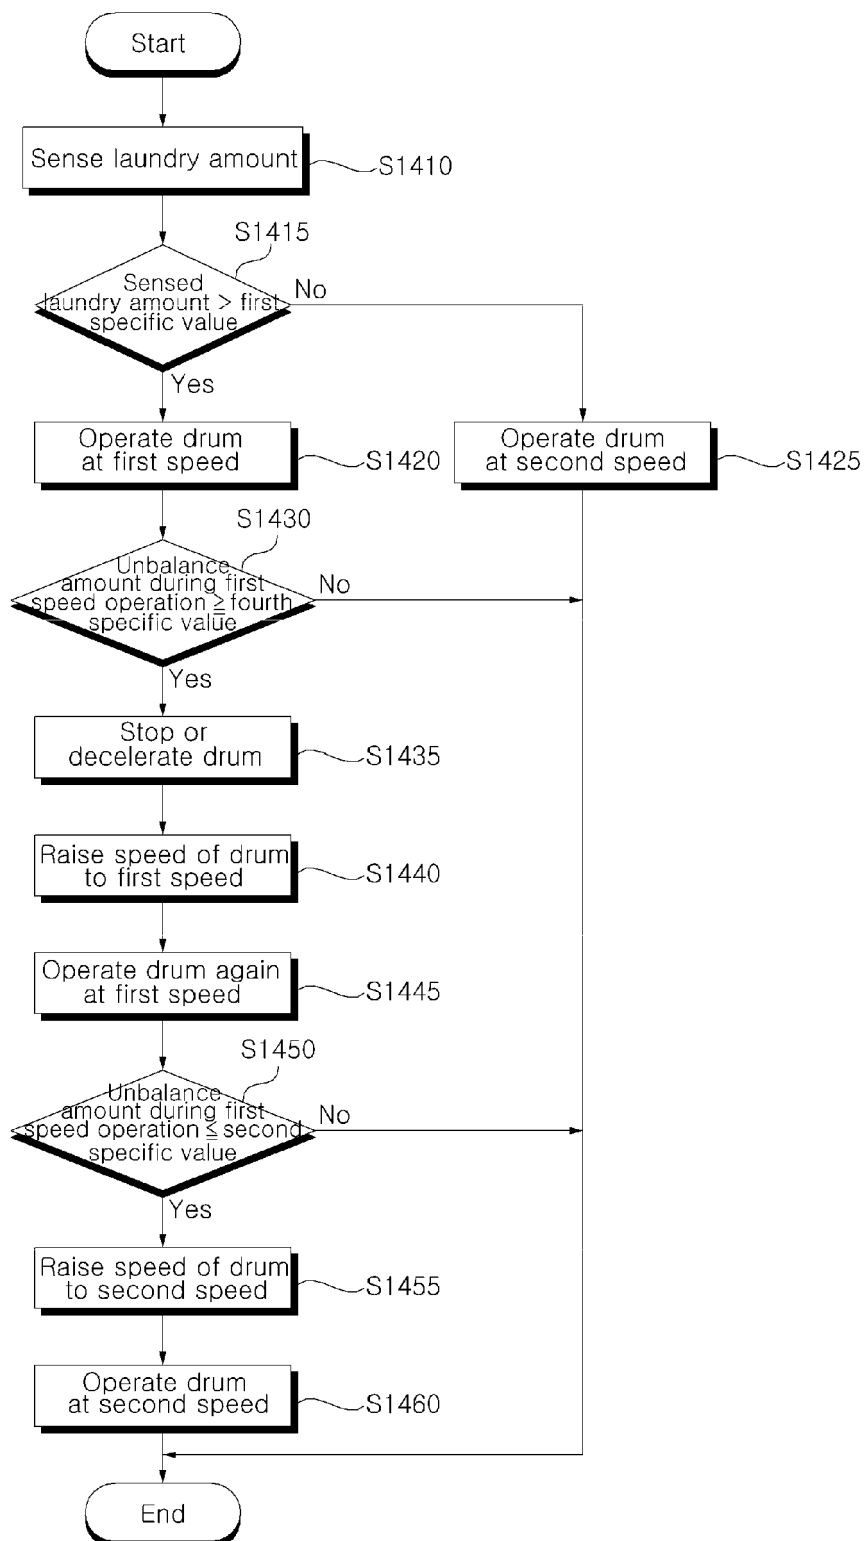 Start
Sense laundry amount
S1410
S1415
Sensed
laundry amount > first
specific value
No
Yes
Operate drum
at first speed
S1420
Operate drum
at second speed
S1425
S1430
Unbalance
amount during first
speed operation ≧ fourth
specific value
No
Yes
Stop or
decelerate drum
S1435
Raise speed of drum
to first speed
S1440
Operate drum again
at first speed
S1445
S1450
Unbalance
amount during first
speed operation ≦ second
specific value
No
Yes
Raise speed of drum
to second speed
S1455
Operate drum
at second speed
S1460
End